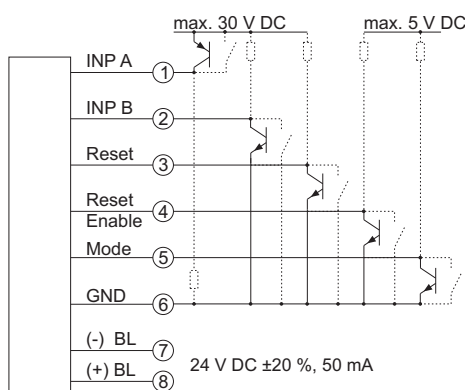 max. 30 V DC
max. 5 V DC
INP A
1
INP B
2
Reset
3
Reset
Enable
4
Mode
5
GND
6
(-) BL
7
24 V DC ±20 %, 50 mA
(+) BL
8